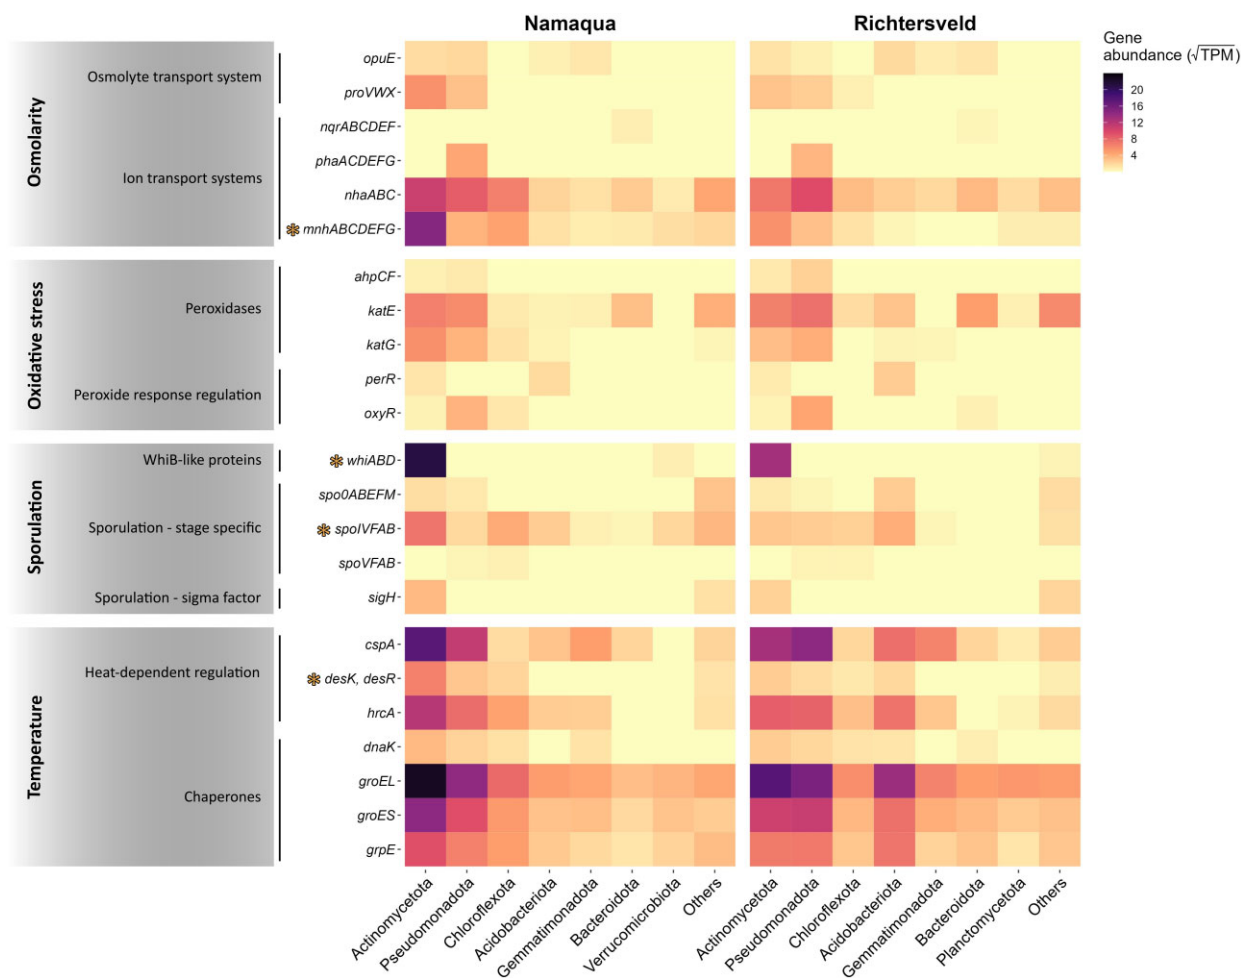 Namaqua
Richtersveld
Gene
abundance (√TPM)
20
16
12
8
4
Osmolarity
Osmolyte transport system
Ion transport systems
opuE
proVWX
nqrABCDEF
phaACDEFG
nhaABC
mnhABCDEFG
Oxidative stress
Peroxidases
Peroxide response regulation
ahpCF
katE
katG
perR
oxyR
Sporulation
WhiB-like proteins
Sporulation - stage specific
Sporulation - sigma factor
whiABD
spo0ABEFM
spoIVFAB
spoVFAB
sigH
Temperature
Heat-dependent regulation
Chaperones
cspA
desK, desR
hrcA
dnaK
groEL
groES
grpE
Actinomycetota
Pseudomonadota
Chloroflexota
Acidobacteriota
Gemmatimonadota
Bacteroidota
Verrucomicrobiota
Others
Actinomycetota
Pseudomonadota
Chloroflexota
Acidobacteriota
Gemmatimonadota
Bacteroidota
Planctomycetota
Others